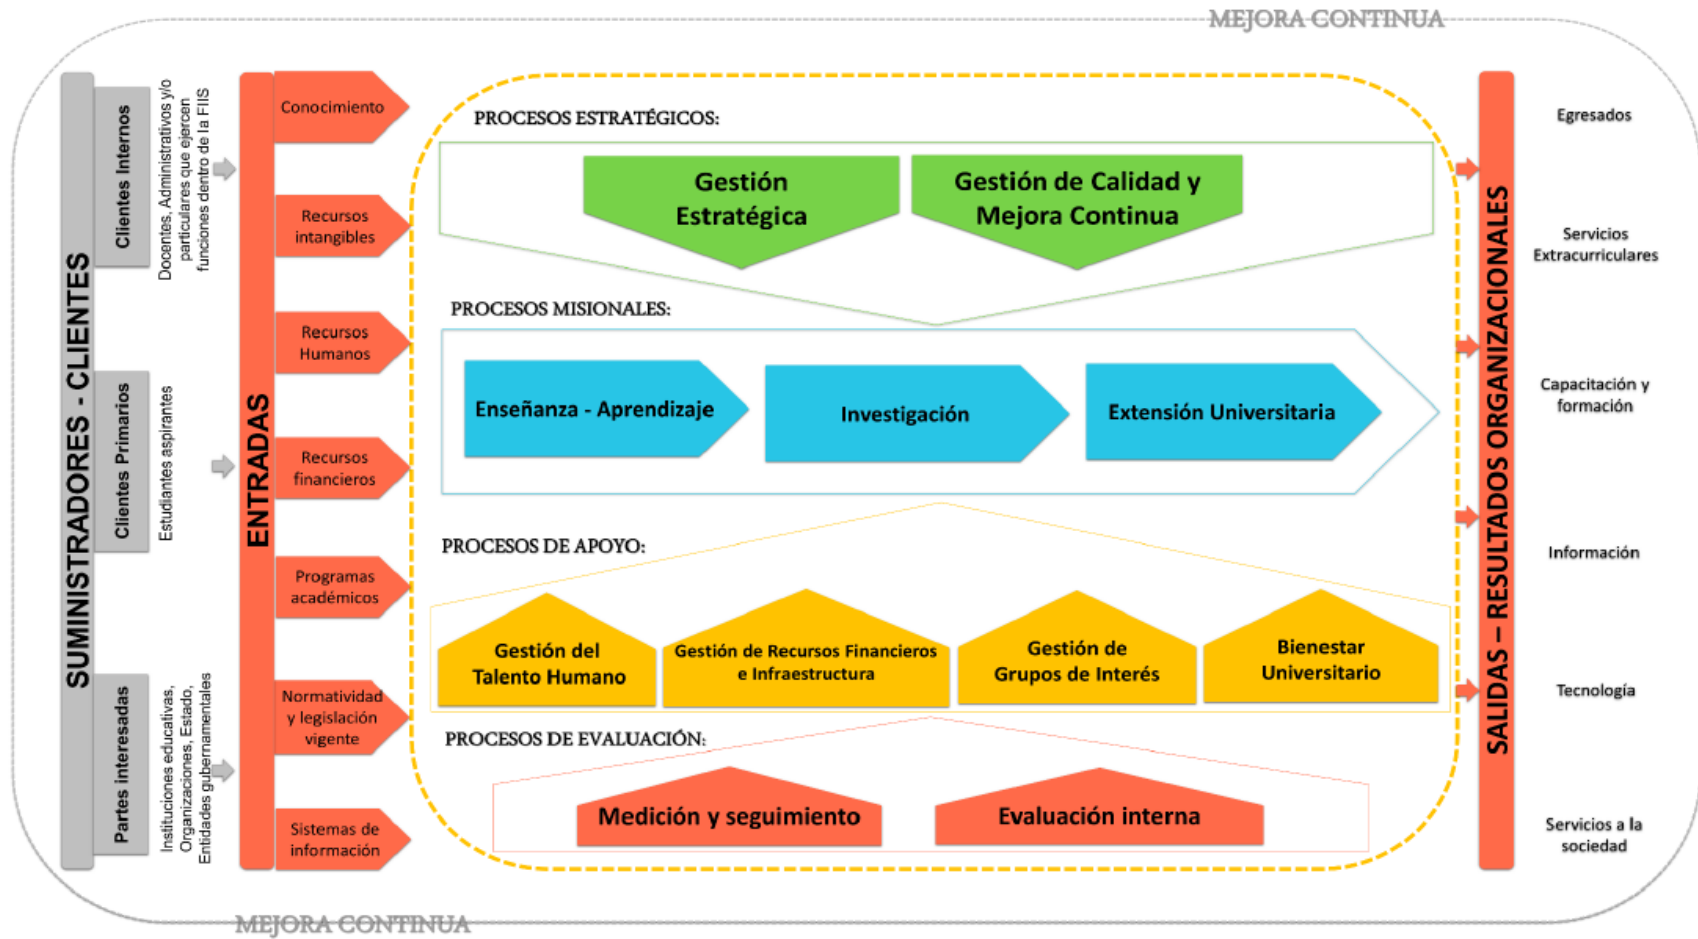 MEJORA CONTINUA
SUMINISTRADORES - CLIENTES
Clientes Internos
Docentes, Administrativos y/o
particulares que ejercen
funciones dentro de la FIIS
Clientes Primarios
Estudiantes aspirantes
Partes interesadas
Instituciones educativas,
Organizaciones, Estado,
Entidades gubernamentales
ENTRADAS
Conocimiento
Recursos
intangibles
Recursos
Humanos
Recursos
financieros
Programas
académicos
Normatividad
y legislación
vigente
Sistemas de
información
PROCESOS ESTRATÉGICOS:
Gestión
Estratégica
Gestión de Calidad y
Mejora Continua
PROCESOS MISIONALES:
Enseñanza - Aprendizaje
Investigación
Extensión Universitaria
PROCESOS DE APOYO:
Gestión del
Talento Humano
Gestión de Recursos Financieros
e Infraestructura
Gestión de
Grupos de Interés
Bienestar
Universitario
PROCESOS DE EVALUACIÓN:
Medición y seguimiento
Evaluación interna
SALIDAS – RESULTADOS ORGANIZACIONALES
Egresados
Servicios
Extracurriculares
Capacitación y
formación
Información
Tecnología
Servicios a la
sociedad
MEJORA CONTINUA